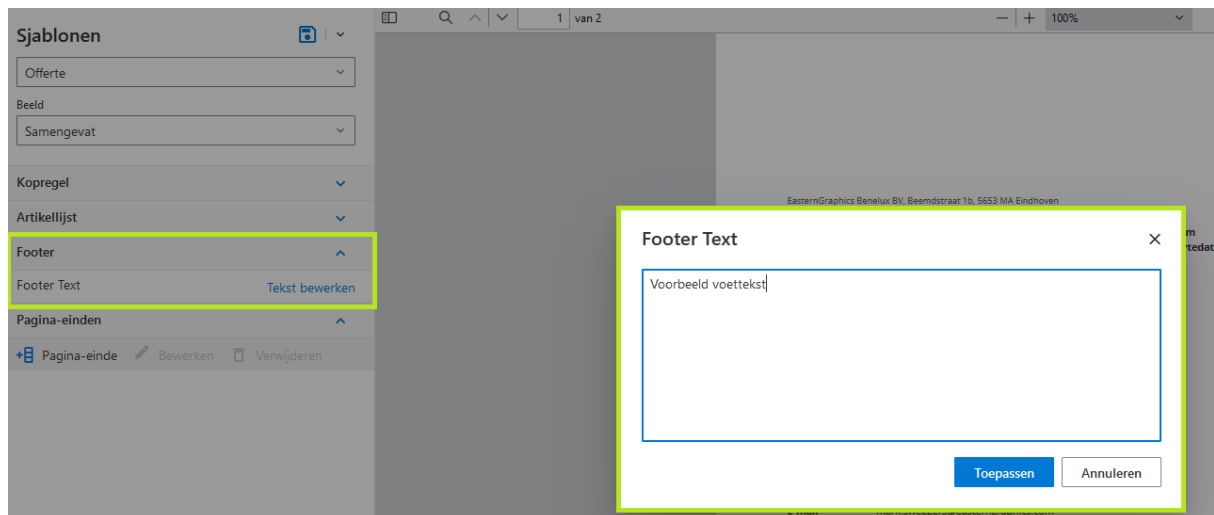 Sjablonen
Offerte
Beeld
Samengevat
Kopregel
Artikellijst
Footer
Footer Text
Tekst bewerken
Pagina-einden
Pagina-einde Bewerken Verwijderen
1 van 2
100%
EasternGraphics Benelux BV, Beemdstraat 1b, 5653 MA Eindhoven
Footer Text
Voorbeeld voettekst
Toepassen Annuleren